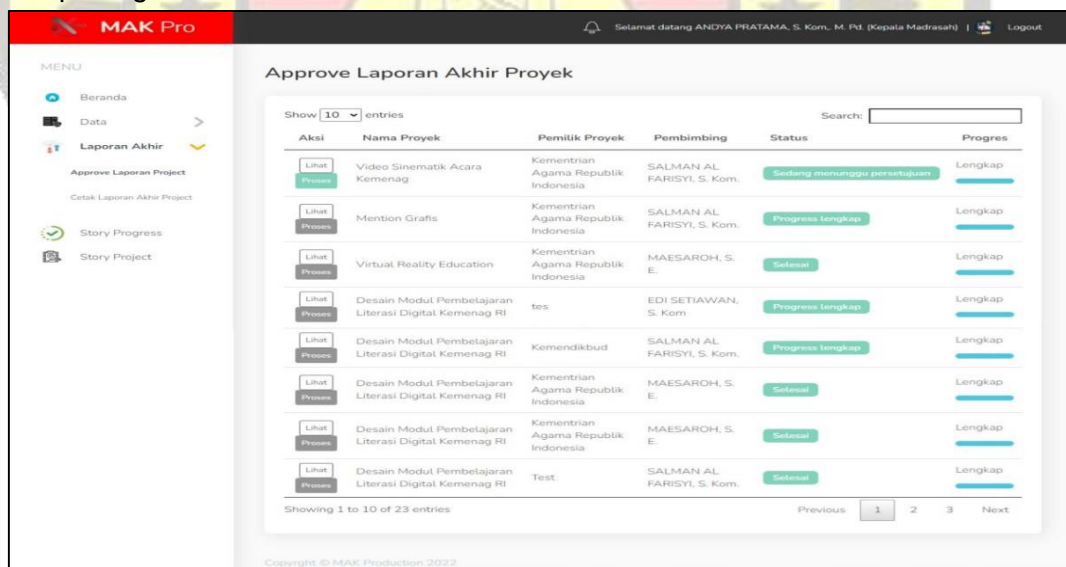 MAK Pro
Selamat datang ANDYA PRATAMA, S. Kom., M. Pd. (Kepala Madrasah) | Logout
MENU
Beranda
Data
Laporan Akhir
Approve Laporan Project
Cetak Laporan Akhir Project
Story Progress
Story Project
Approve Laporan Akhir Proyek
Show 10 entries
Search:
Aksi Nama Proyek Pemilik Proyek Pembimbing Status Progres
Lihat
Proses
Video Sinematik Acara
Kemenag
Kementrian
Agama Republik
Indonesia
SALMAN AL
FARISYI, S. Kom.
Sedang menunggu persetujuan
Lengkap
Lihat
Proses
Mention Grafis
Kementrian
Agama Republik
Indonesia
SALMAN AL
FARISYI, S. Kom.
Progress lengkap
Lengkap
Lihat
Proses
Virtual Reality Education
Kementrian
Agama Republik
Indonesia
MAESAROH, S.
E.
Selesai
Lengkap
Lihat
Proses
Desain Modul Pembelajaran
Literasi Digital Kemenag RI
tes
EDI SETIAWAN,
S. Kom
Progress lengkap
Lengkap
Lihat
Proses
Desain Modul Pembelajaran
Literasi Digital Kemenag RI
Kemendikbud
SALMAN AL
FARISYI, S. Kom.
Progress lengkap
Lengkap
Lihat
Proses
Desain Modul Pembelajaran
Literasi Digital Kemenag RI
Kementrian
Agama Republik
Indonesia
MAESAROH, S.
E.
Selesai
Lengkap
Lihat
Proses
Desain Modul Pembelajaran
Literasi Digital Kemenag RI
Kementrian
Agama Republik
Indonesia
MAESAROH, S.
E.
Selesai
Lengkap
Lihat
Proses
Desain Modul Pembelajaran
Literasi Digital Kemenag RI
Test
SALMAN AL
FARISYI, S. Kom.
Selesai
Lengkap
Showing 1 to 10 of 23 entries
Previous 1 2 3 Next
Copyright © MAK Production 2022